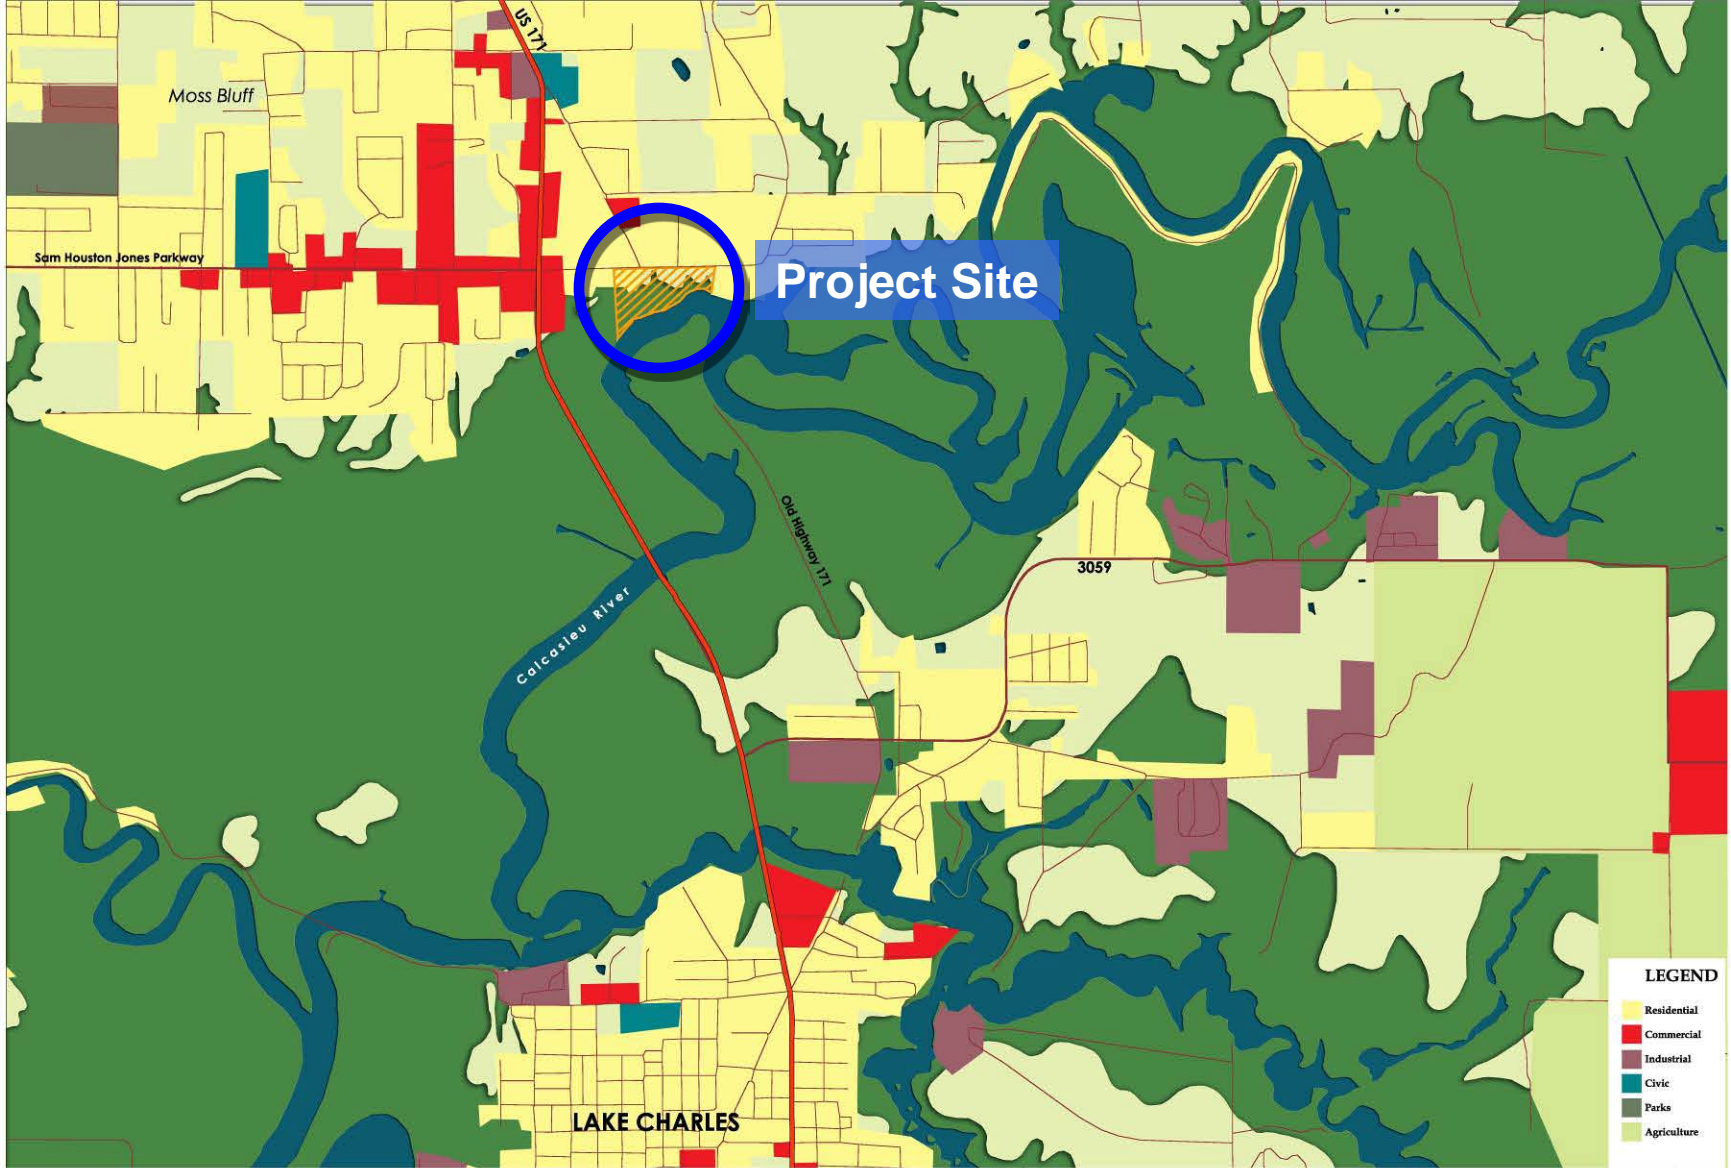 US 171
Moss Bluff
Sam Houston Jones Parkway
Project Site
Old Highway 171
3059
Calcasieu River
LAKE CHARLES
LEGEND
Residential
Commercial
Industrial
Civic
Parks
Agriculture